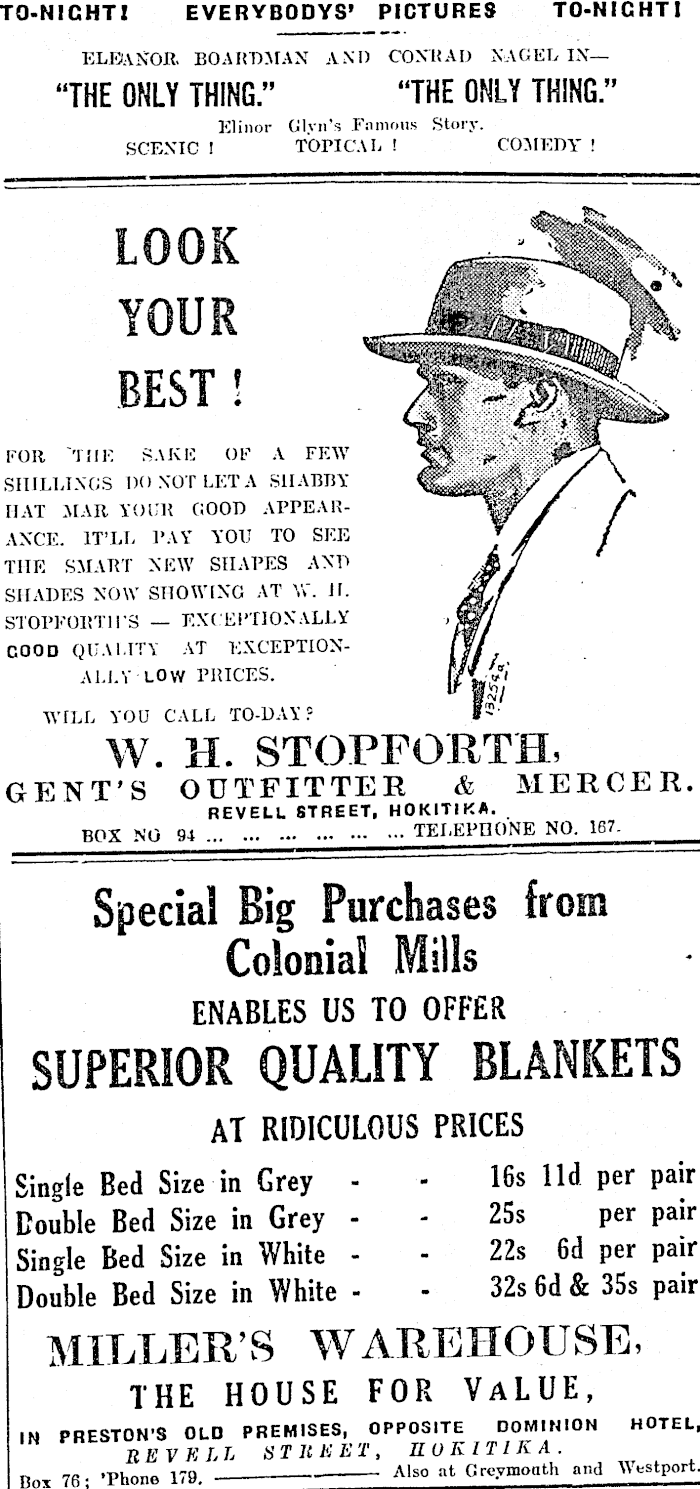 TO-NIGHT! EVERYBODYS' PICTURES TO-NIGHT!
ELEANOR BOARDMAN AND CONRAD NAGEL IN—
"THE ONLY THING." "THE ONLY THING."
Elinor Glyn's Famous Story.
SCENIC ! TOPICAL ! COMEDY !
LOOK
YOUR
BEST !
FOR THE SAKE OF A FEW
SHILLINGS DO NOT LET A SHABBY
HAT MAR YOUR GOOD APPEAR-
ANCE. IT'LL PAY YOU TO SEE
THE SMART NEW SHAPES AND
SHADES NOW SHOWING AT W. H.
STOPFORTH'S — EXCEPTIONALLY
GOOD QUALITY AT EXCEPTION-
ALLY LOW PRICES.
WILL YOU CALL TO-DAY?
W. H. STOPFORTH,
GENT'S OUTFITTER & MERCER.
REVELL STREET, HOKITIKA.
BOX NO 94 ... ... ... ... ... ... TELEPHONE NO. 167.
Special Big Purchases from
Colonial Mills
ENABLES US TO OFFER
SUPERIOR QUALITY BLANKETS
AT RIDICULOUS PRICES
Single Bed Size in Grey - - 16s 11d per pair
Double Bed Size in Grey - - 25s per pair
Single Bed Size in White - - 22s 6d per pair
Double Bed Size in White - - 32s 6d & 35s pair
MILLER'S WAREHOUSE,
THE HOUSE FOR VALUE,
IN PRESTON'S OLD PREMISES, OPPOSITE DOMINION HOTEL,
REVELL STREET, HOKITIKA.
Box 76; 'Phone 179. ——— Also at Greymouth and Westport.